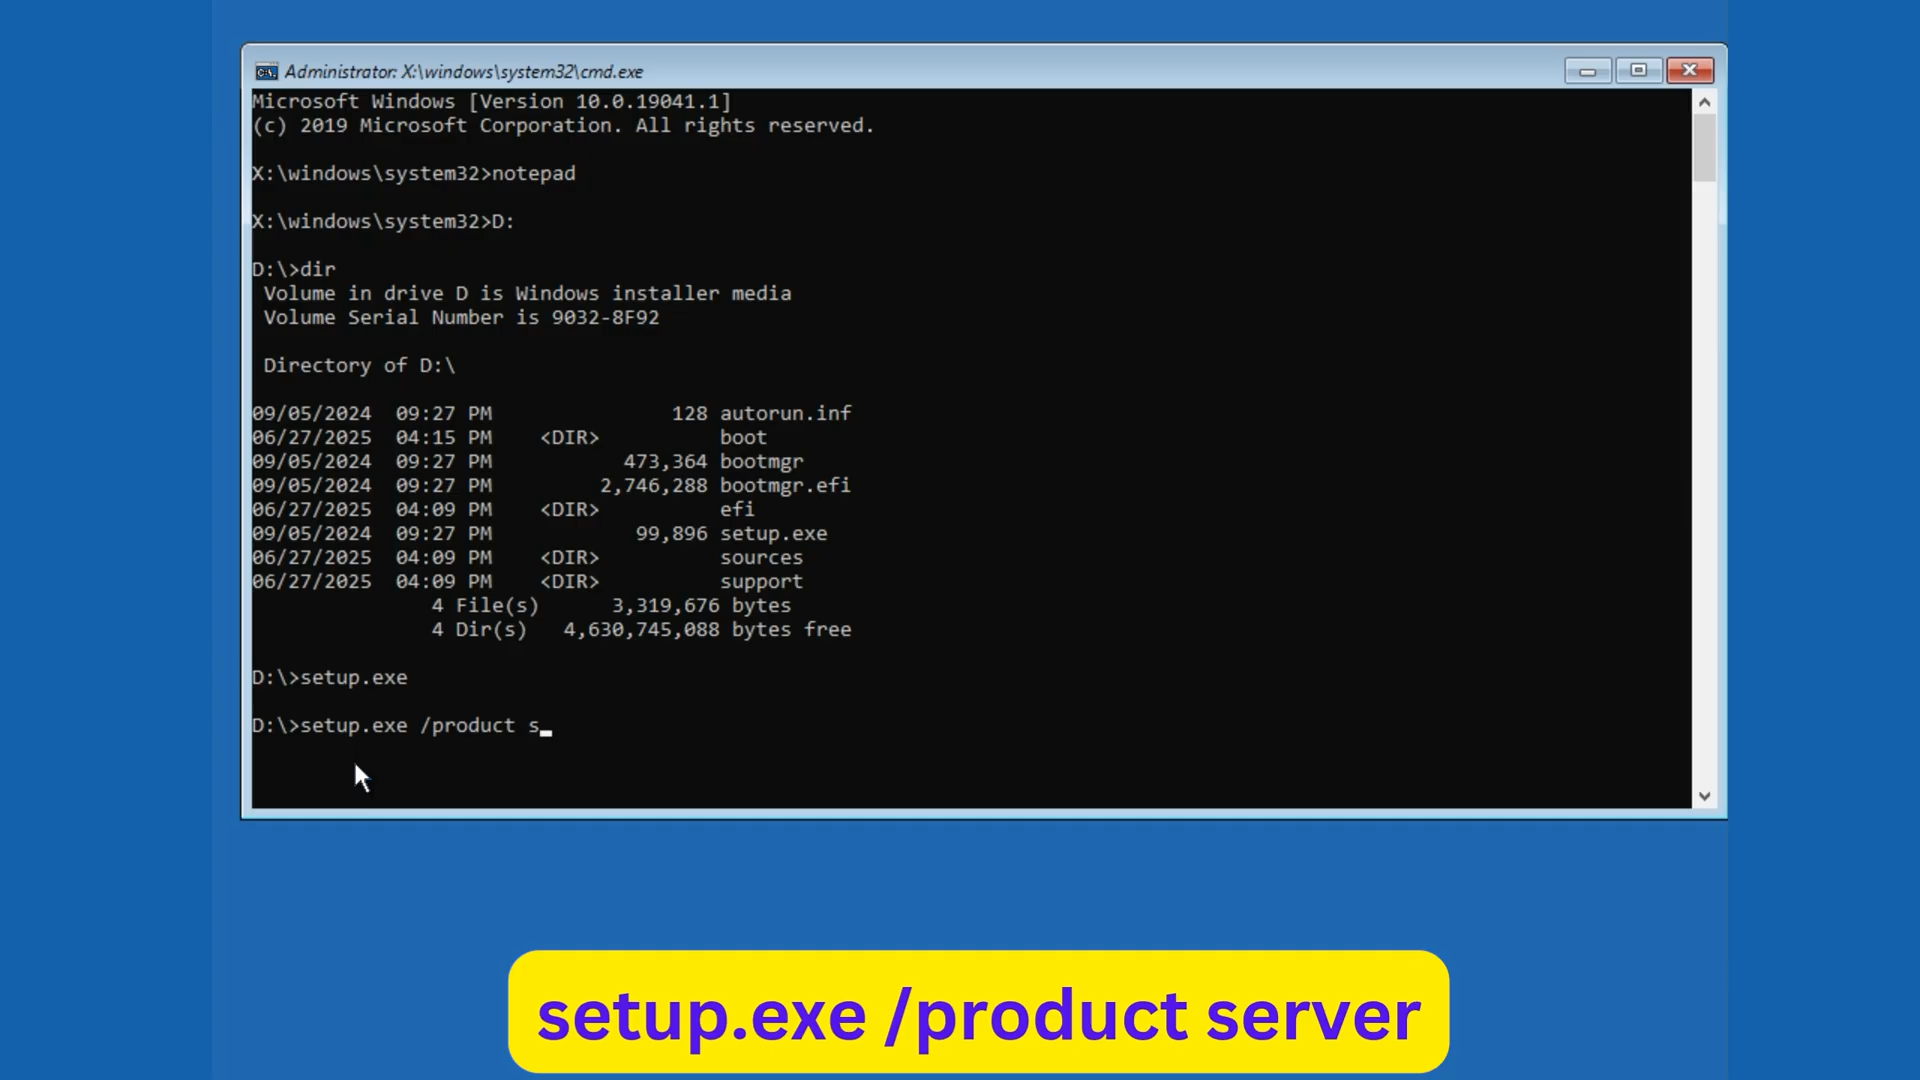 Administrator: X:\windows\system32\cmd.exe
Microsoft Windows [Version 10.0.19041.1]
(c) 2019 Microsoft Corporation. All rights reserved.
X:\windows\system32>notepad
X:\windows\system32>D:
D:\>dir
Volume in drive D is Windows installer media
Volume Serial Number is 9032-8F92
Directory of D:\
09/05/2024 09:27 PM 128 autorun.inf
06/27/2025 04:15 PM <DIR> boot
09/05/2024 09:27 PM 473,364 bootmgr
09/05/2024 09:27 PM 2,746,288 bootmgr.efi
06/27/2025 04:09 PM <DIR> efi
09/05/2024 09:27 PM 99,896 setup.exe
06/27/2025 04:09 PM <DIR> sources
06/27/2025 04:09 PM <DIR> support
4 File(s) 3,319,676 bytes
4 Dir(s) 4,630,745,088 bytes free
D:\>setup.exe
D:\>setup.exe /product s_
setup.exe /product server